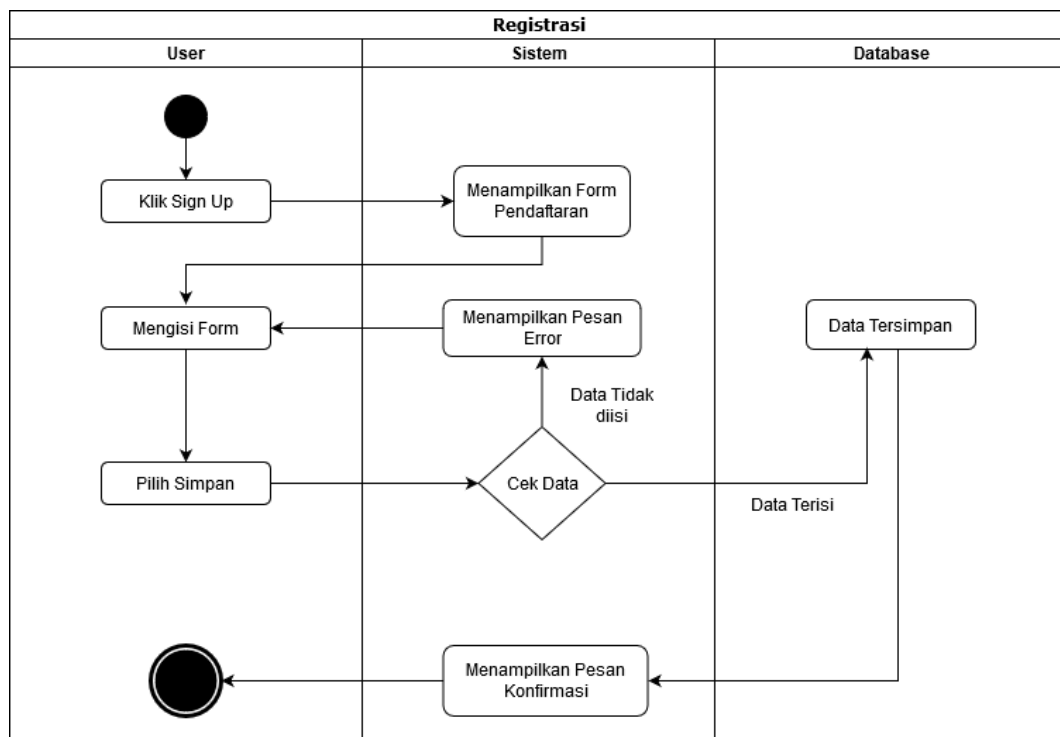 Registrasi
User
Sistem
Database
Klik Sign Up
Menampilkan Form
Pendaftaran
Mengisi Form
Menampilkan Pesan
Error
Data Tersimpan
Data Tidak
diisi
Pilih Simpan
Cek Data
Data Terisi
Menampilkan Pesan
Konfirmasi